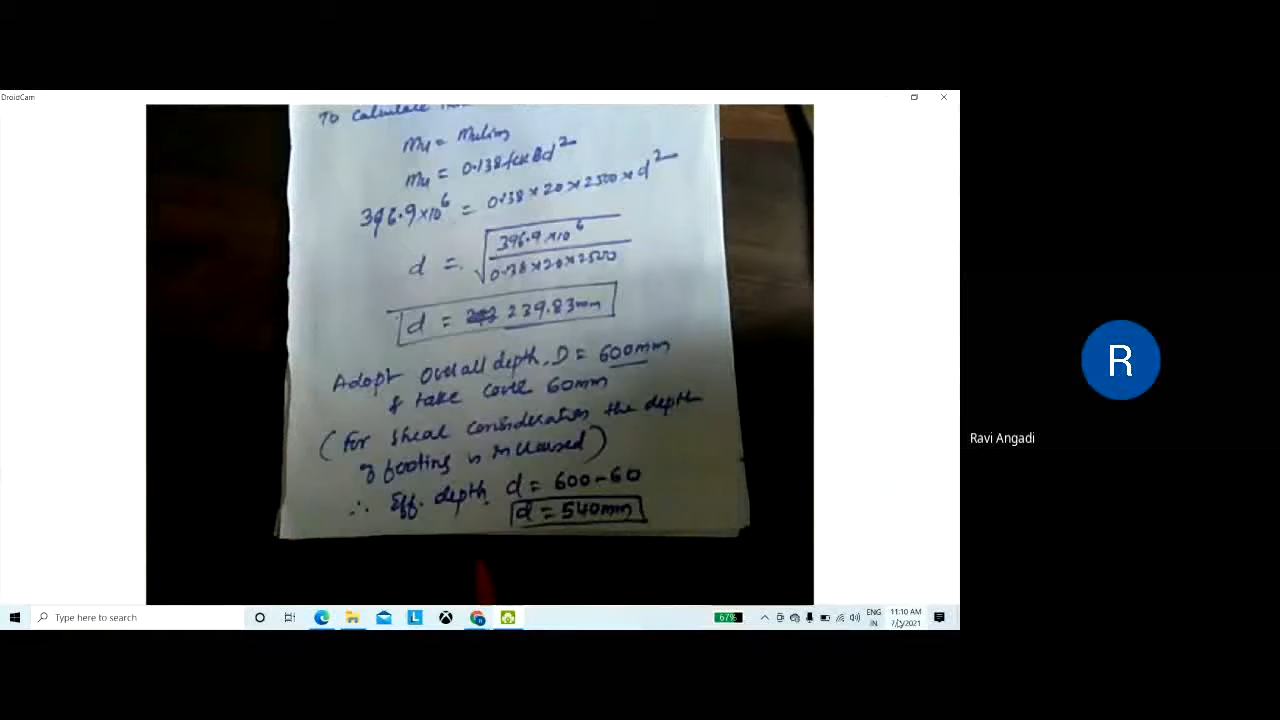 DroidCam
To Calculate
Mu = Mulim
Mu = 0.138 fck Bd²
396.9×10⁶ = 0.138 × 20 × 2500 × d²
d = √(396.9×10⁶ / 0.138×20×2500)
d = 239.83mm
Adopt Overall depth, D = 600mm
& take cover 60mm
(For Shear Consideration the depth
of footing is increased)
∴ Eff. depth, d = 600-60
d = 540mm
R
Ravi Angadi
Type here to search
67%
ENG
IN
11:10 AM